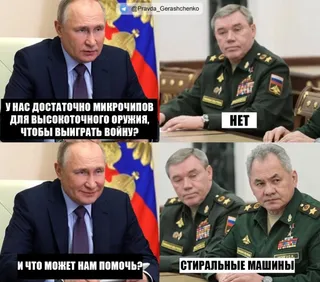 @Pravda_Gerashchenko
У НАС ДОСТАТОЧНО МИКРОЧИПОВ
ДЛЯ ВЫСОКОТОЧНОГО ОРУЖИЯ,
ЧТОБЫ ВЫИГРАТЬ ВОЙНУ?
НЕТ
И ЧТО МОЖЕТ НАМ ПОМОЧЬ?
СТИРАЛЬНЫЕ МАШИНЫ